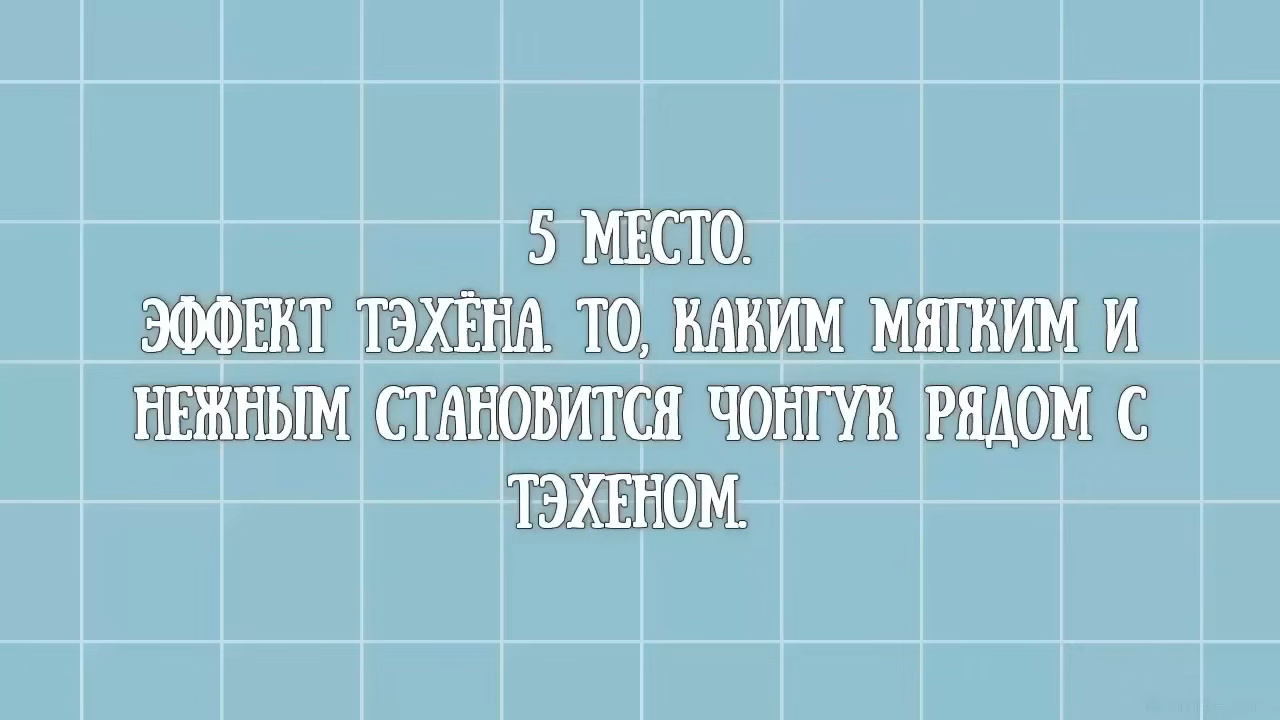 5 МЕСТО.
ЭФФЕКТ ТЭХЁНА. ТО, КАКИМ МЯГКИМ И
НЕЖНЫМ СТАНОВИТСЯ ЧОНГУК РЯДОМ С
ТЭХЕНОМ.